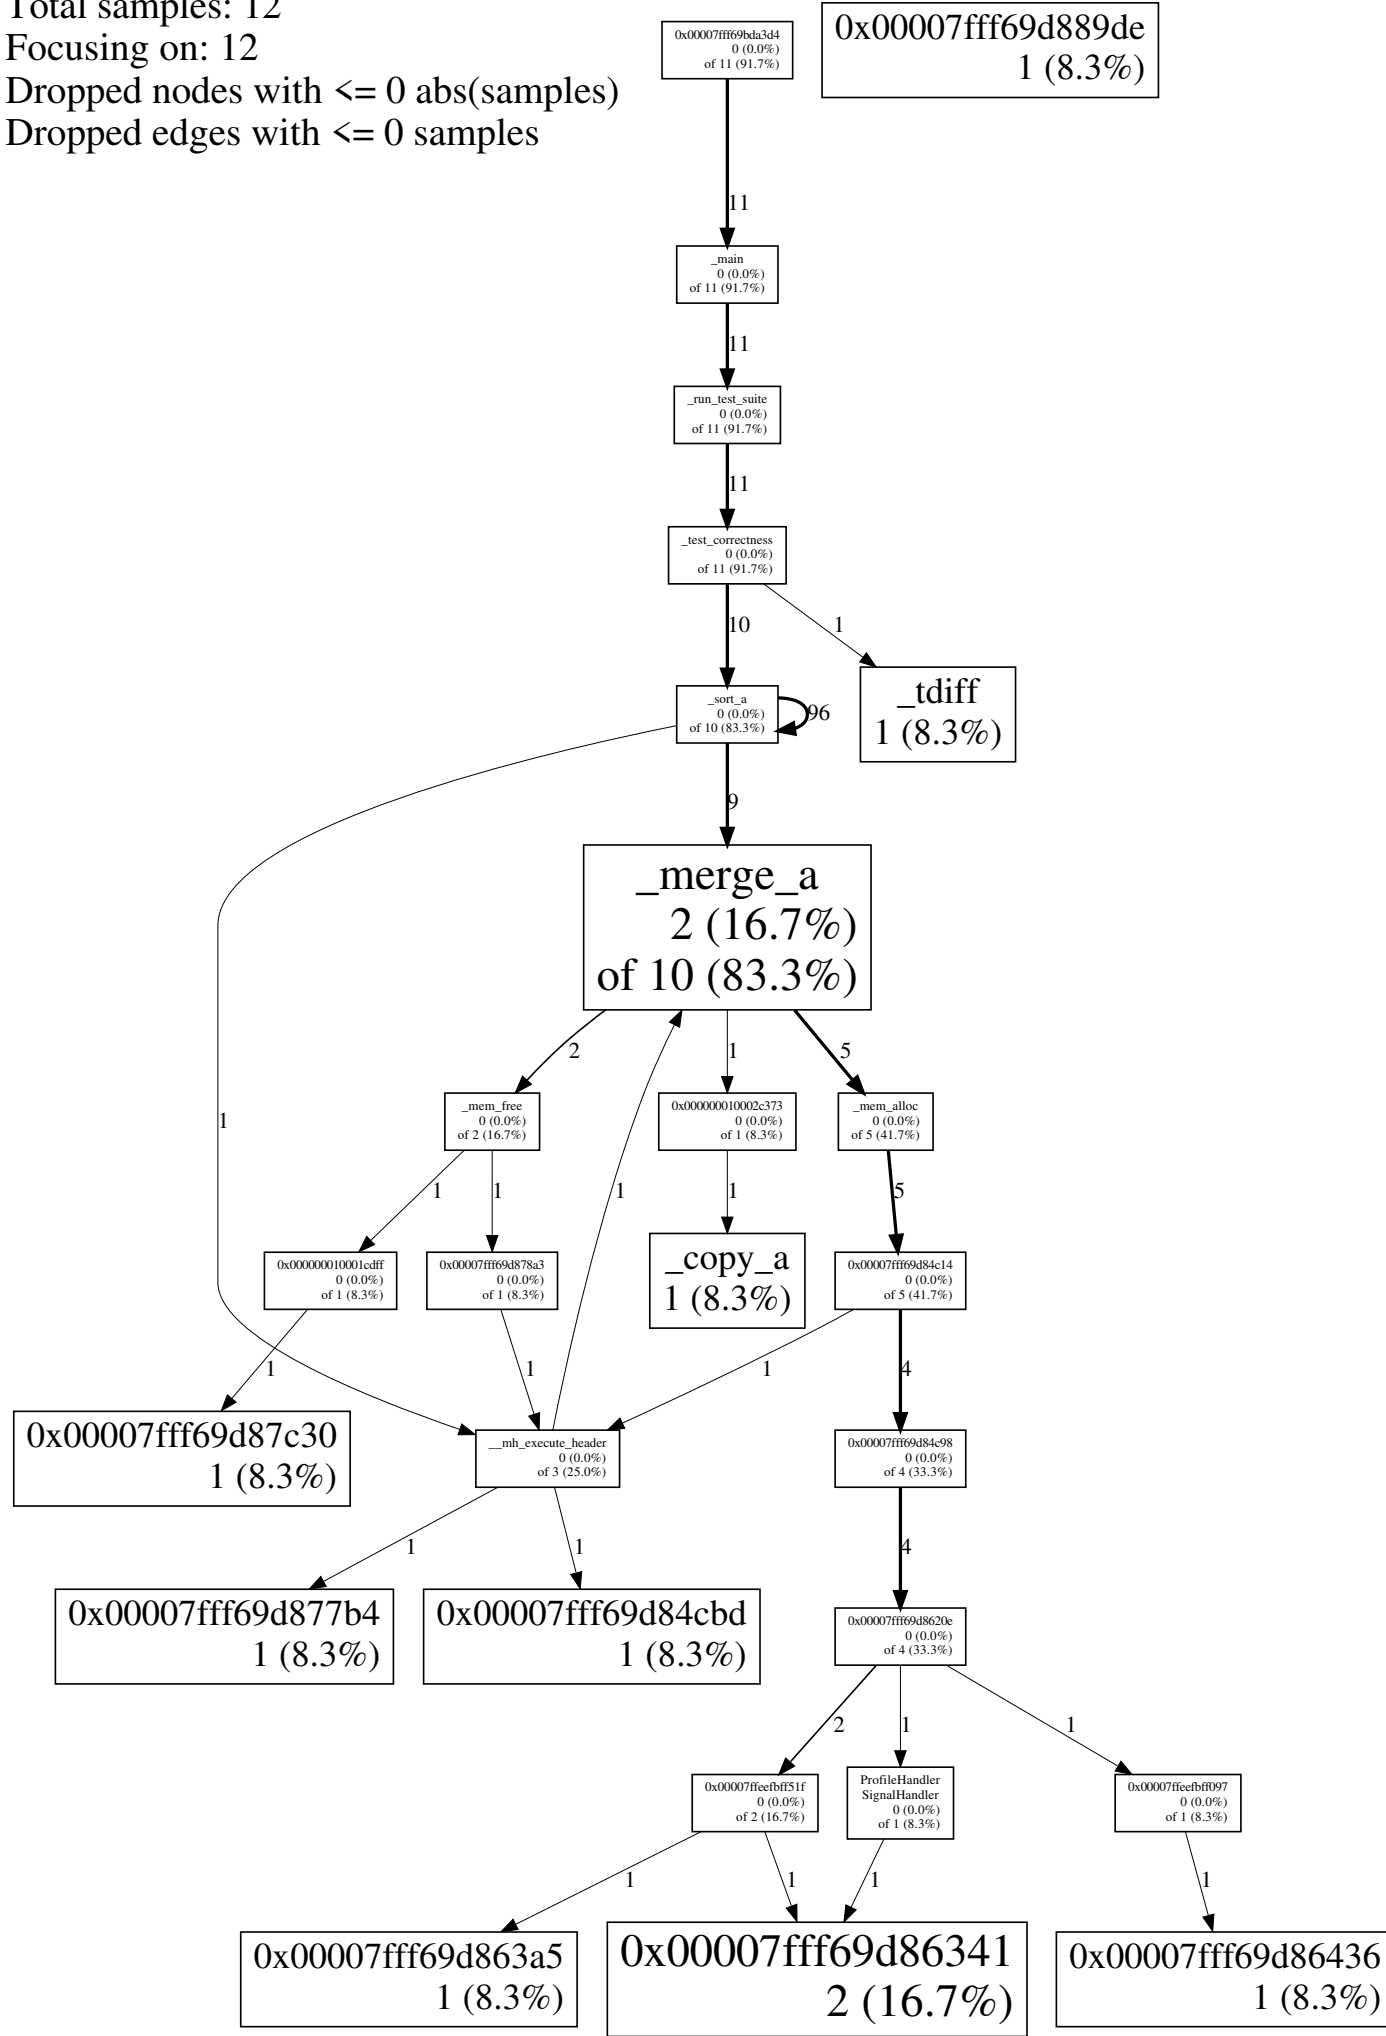 Total samples: 12
Focusing on: 12
Dropped nodes with <= 0 abs(samples)
Dropped edges with <= 0 samples
0x00007fff69bda3d4
0 (0.0%)
of 11 (91.7%)
0x00007fff69d889de
1 (8.3%)
11
_main
0 (0.0%)
of 11 (91.7%)
11
_run_test_suite
0 (0.0%)
of 11 (91.7%)
11
_test_correctness
0 (0.0%)
of 11 (91.7%)
10
1
_sort_a
0 (0.0%)
of 10 (83.3%)
96
_tdiff
1 (8.3%)
9
_merge_a
2 (16.7%)
of 10 (83.3%)
2
1
5
1
_mem_free
0 (0.0%)
of 2 (16.7%)
0x000000010002c373
0 (0.0%)
of 1 (8.3%)
_mem_alloc
0 (0.0%)
of 5 (41.7%)
1
1
1
1
5
0x000000010001cdff
0 (0.0%)
of 1 (8.3%)
0x00007fff69d878a3
0 (0.0%)
of 1 (8.3%)
_copy_a
1 (8.3%)
0x00007fff69d84c14
0 (0.0%)
of 5 (41.7%)
1
1
1
4
0x00007fff69d87c30
1 (8.3%)
__mh_execute_header
0 (0.0%)
of 3 (25.0%)
0x00007fff69d84c98
0 (0.0%)
of 4 (33.3%)
1
1
4
0x00007fff69d877b4
1 (8.3%)
0x00007fff69d84cbd
1 (8.3%)
0x00007fff69d8620e
0 (0.0%)
of 4 (33.3%)
2
1
1
0x00007ffeefbff51f
0 (0.0%)
of 2 (16.7%)
ProfileHandler
SignalHandler
0 (0.0%)
of 1 (8.3%)
0x00007ffeefbff097
0 (0.0%)
of 1 (8.3%)
1
1
1
1
0x00007fff69d863a5
1 (8.3%)
0x00007fff69d86341
2 (16.7%)
0x00007fff69d86436
1 (8.3%)